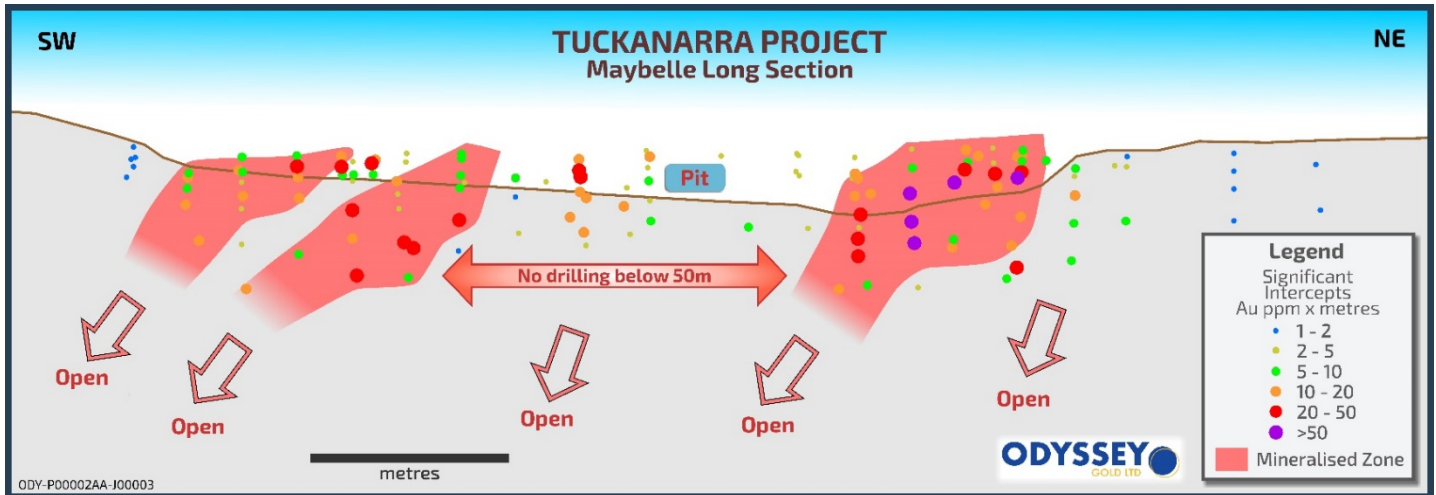 SW
TUCKANARRA PROJECT
Maybelle Long Section
NE
Pit
No drilling below 50m
Open
Open
Open
Open
Open
metres
ODY-P00002AA-J00003
ODYSSEY
GOLD LTD
Legend
Significant
Intercepts
Au ppm x metres
1 - 2
2 - 5
5 - 10
10 - 20
20 - 50
>50
Mineralised Zone